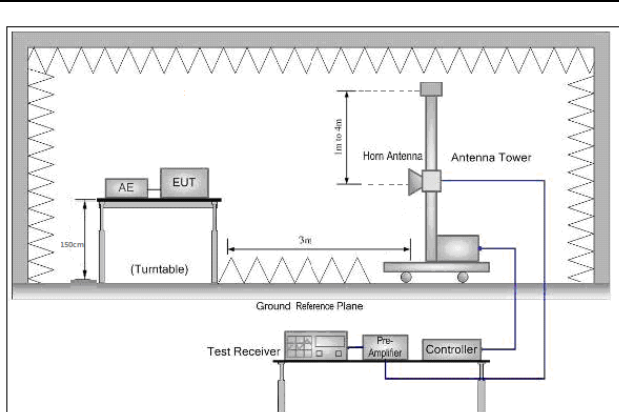 1m to 4m
Horn Antenna
Antenna Tower
AE
EUT
150cm
3m
(Turntable)
Ground Reference Plane
Test Receiver
Pre-
Amplifier
Controller